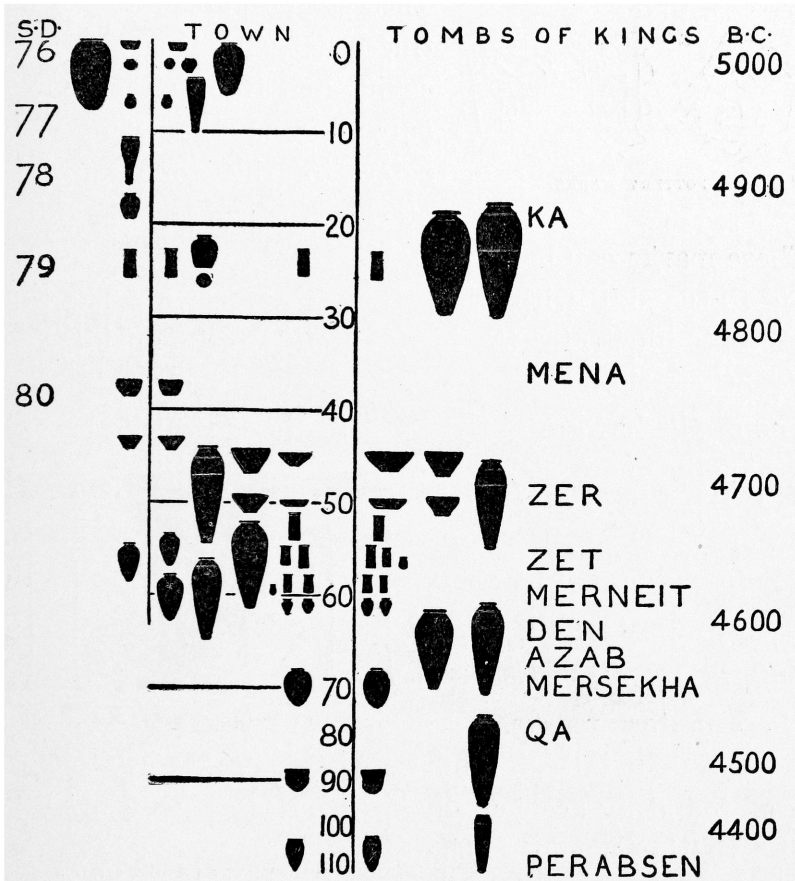 S.D. TOWN TOMBS OF KINGS B.C.
76 0 5000
77 10
78 4900
20 KA
79
30 4800
MENA
80 40
4700
50 ZER
ZET
60 MERNEIT
4600
DEN
AZAB
70 MERSEKHA
80 QA
4500
90
100 4400
110 PERABSEN